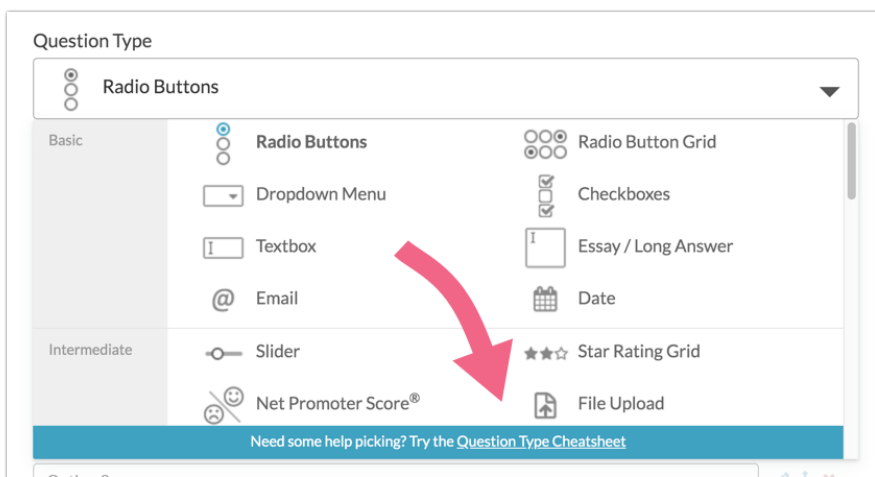 Question Type
Radio Buttons
Basic
Radio Buttons
Radio Button Grid
Dropdown Menu
Checkboxes
Textbox
Essay / Long Answer
@ Email
Date
Intermediate
Slider
Star Rating Grid
Net Promoter Score®
File Upload
Need some help picking? Try the Question Type Cheatsheet